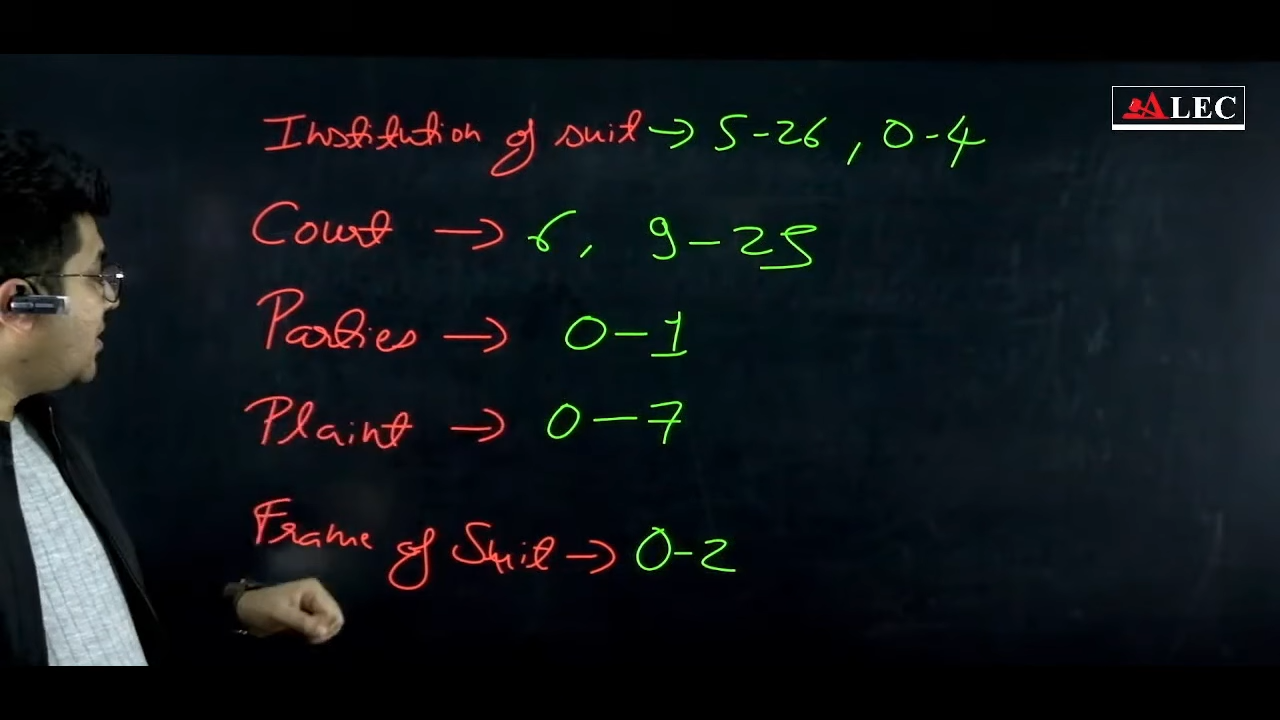 ALEC
Institution of suit → S-26, O-4
Court → 6, 9-25
Parties → O-1
Plaint → O-7
Frame of Suit → O-2